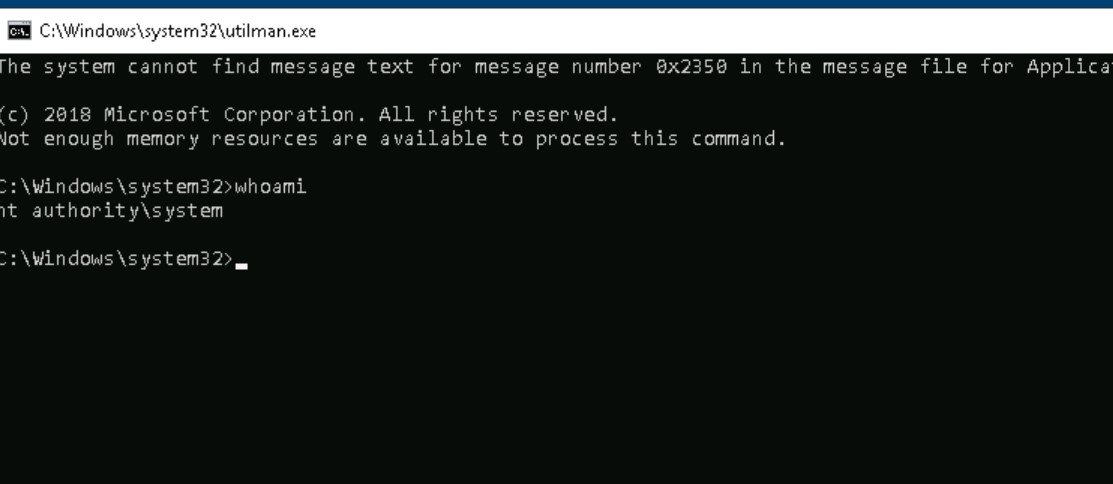 C:\Windows\system32\utilman.exe
The system cannot find message text for message number 0x2350 in the message file for
(c) 2018 Microsoft Corporation. All rights reserved.
Not enough memory resources are available to process this command.
C:\Windows\system32>whoami
nt authority\system
C:\Windows\system32>